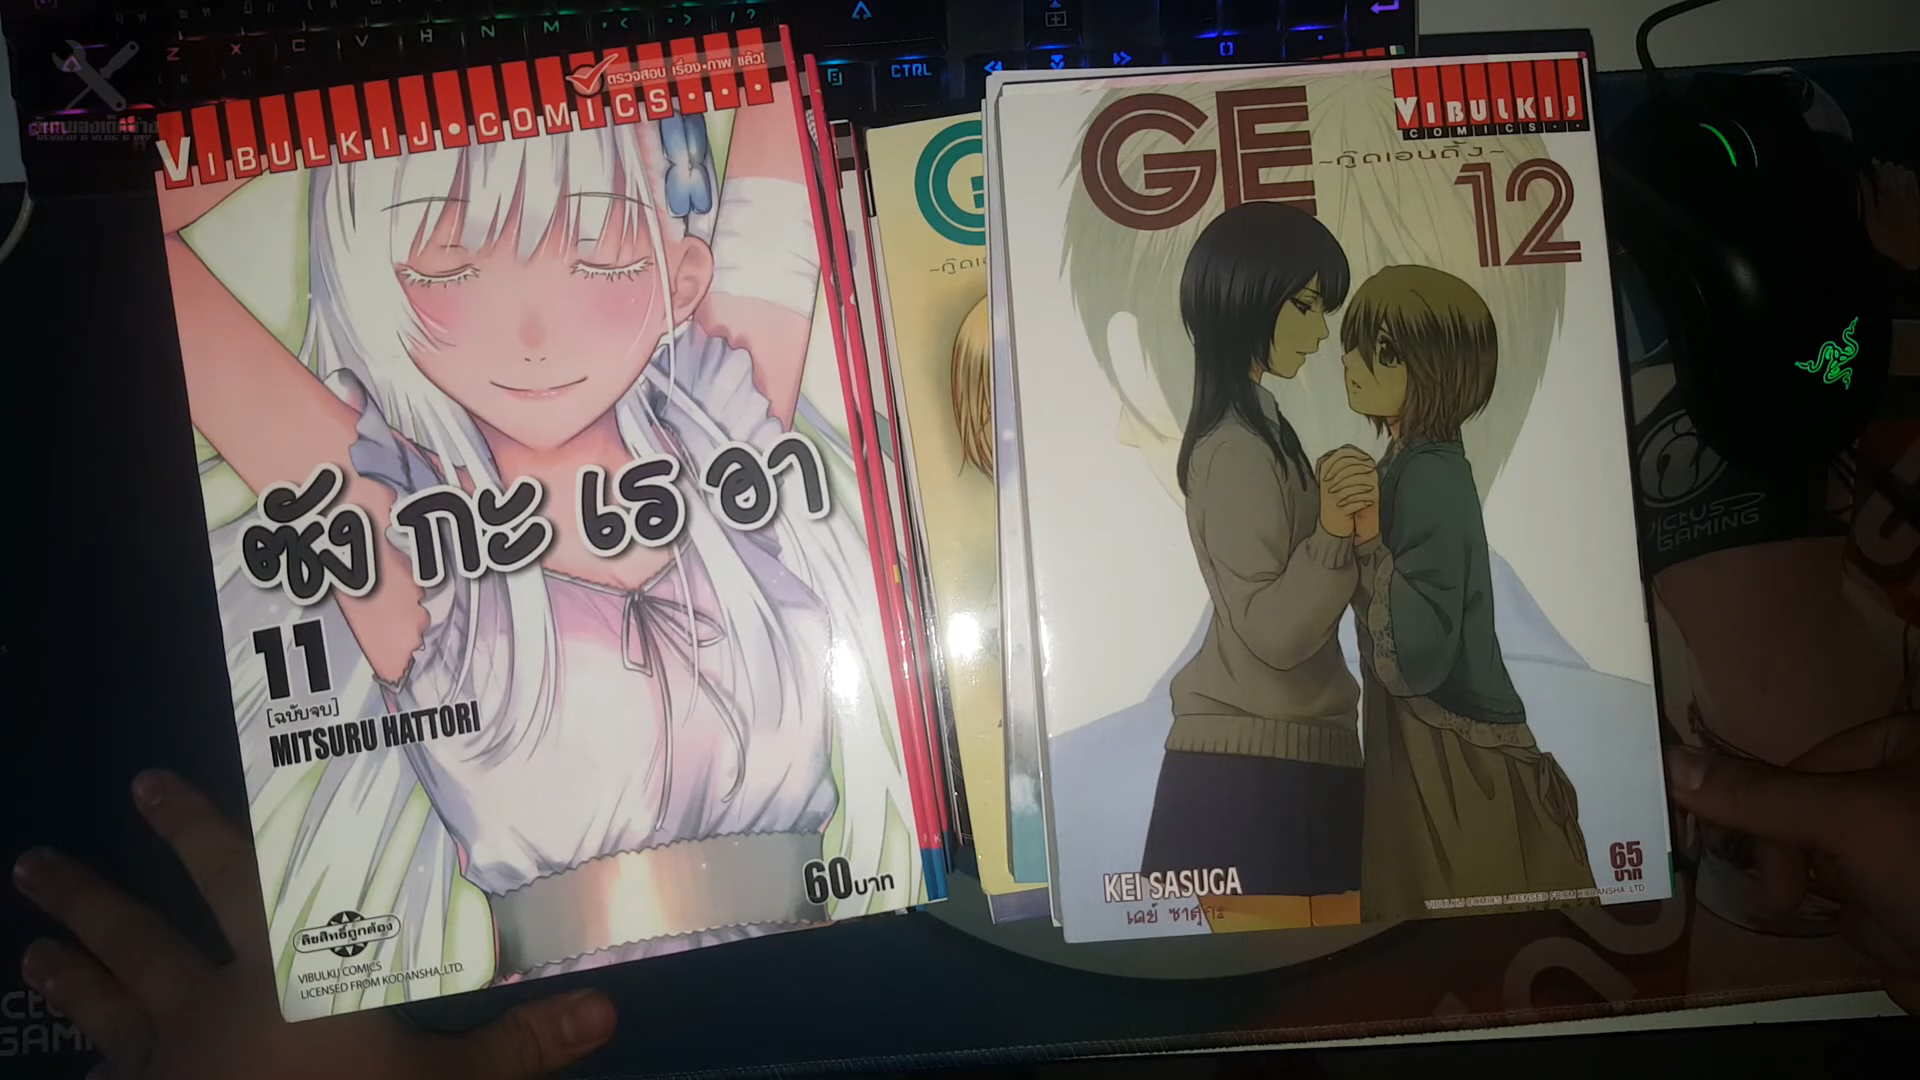 ตรวจสอบ เรื่อง•ภาพ แล้ว!
VIBULKIJ•COMICS•••
ซังกะเรอา
11
[ฉบับจบ]
MITSURU HATTORI
60บาท
ลิขสิทธิ์ถูกต้อง
VIBULKIJ COMICS
LICENSED FROM KODANSHA.,LTD.
G
GE
~กู๊ดเอนดิ้ง~
12
VIBULKIJ
COMICS••
KEI SASUGA
เคย์ ซาสุกะ
65
บาท
VIBULKIJ COMICS LICENSED FROM KODANSHA. LTD
CTRL
Z X C V B N M
GAMING